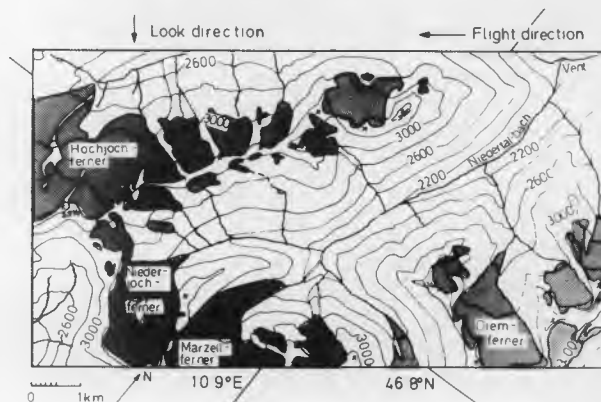 Look direction
Flight direction
2600
Vent
3000
3000
2600
2200
Niedertalbach
2200
2600
3000
Hochjoch-
ferner
Nieder-
joch-
ferner
2600
3000
Marzell-
ferner
3000
Diem-
ferner
3100
0
1km
N
10.9°E
46.8°N